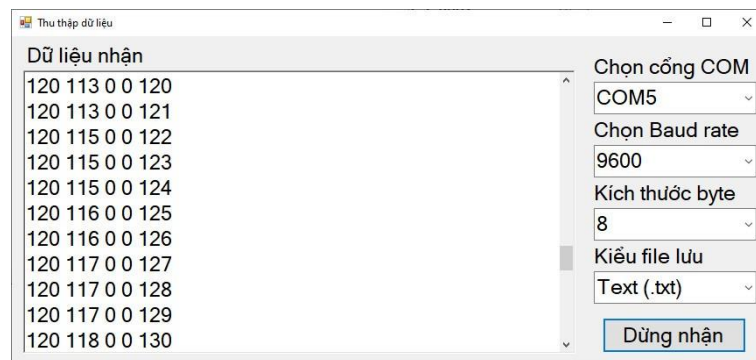 Thu thập dữ liệu
Dữ liệu nhận
120 113 0 0 120
120 113 0 0 121
120 115 0 0 122
120 115 0 0 123
120 115 0 0 124
120 116 0 0 125
120 116 0 0 126
120 117 0 0 127
120 117 0 0 128
120 117 0 0 129
120 118 0 0 130
Chọn cổng COM
COM5
Chọn Baud rate
9600
Kích thước byte
8
Kiểu file lưu
Text (.txt)
Dừng nhận